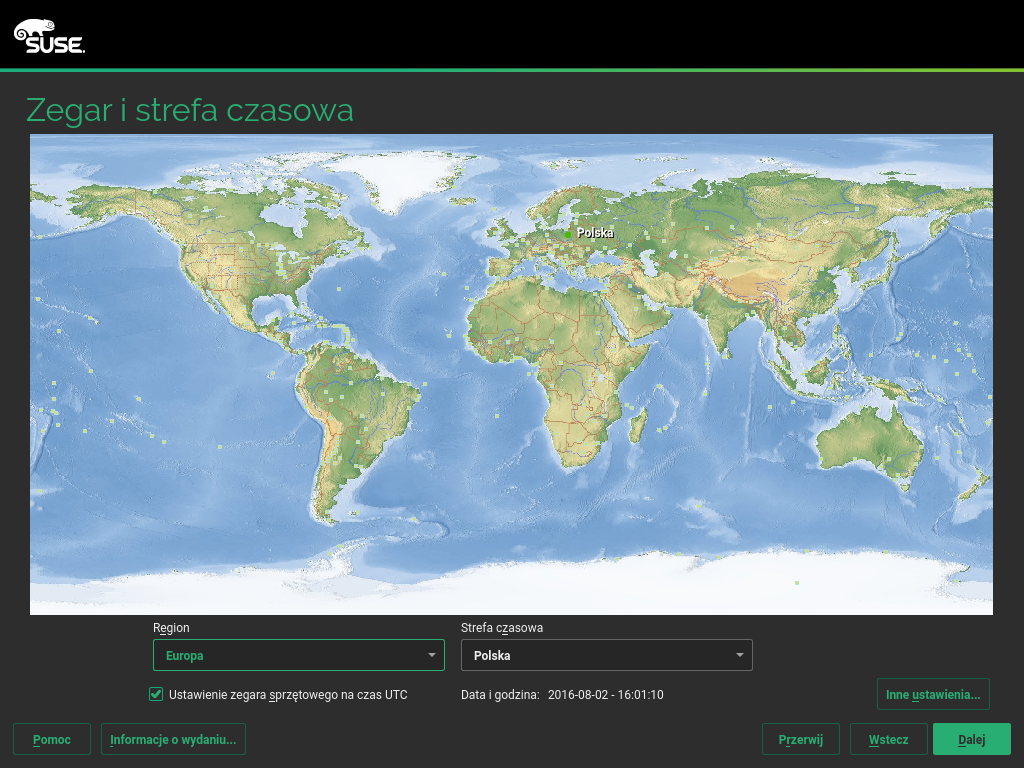 SUSE
Zegar i strefa czasowa
Polska
Region
Strefa czasowa
Europa
Polska
Ustawienie zegara sprzętowego na czas UTC
Data i godzina: 2016-08-02 - 16:01:10
Inne ustawienia...
Pomoc
Informacje o wydaniu...
Przerwij
Wstecz
Dalej